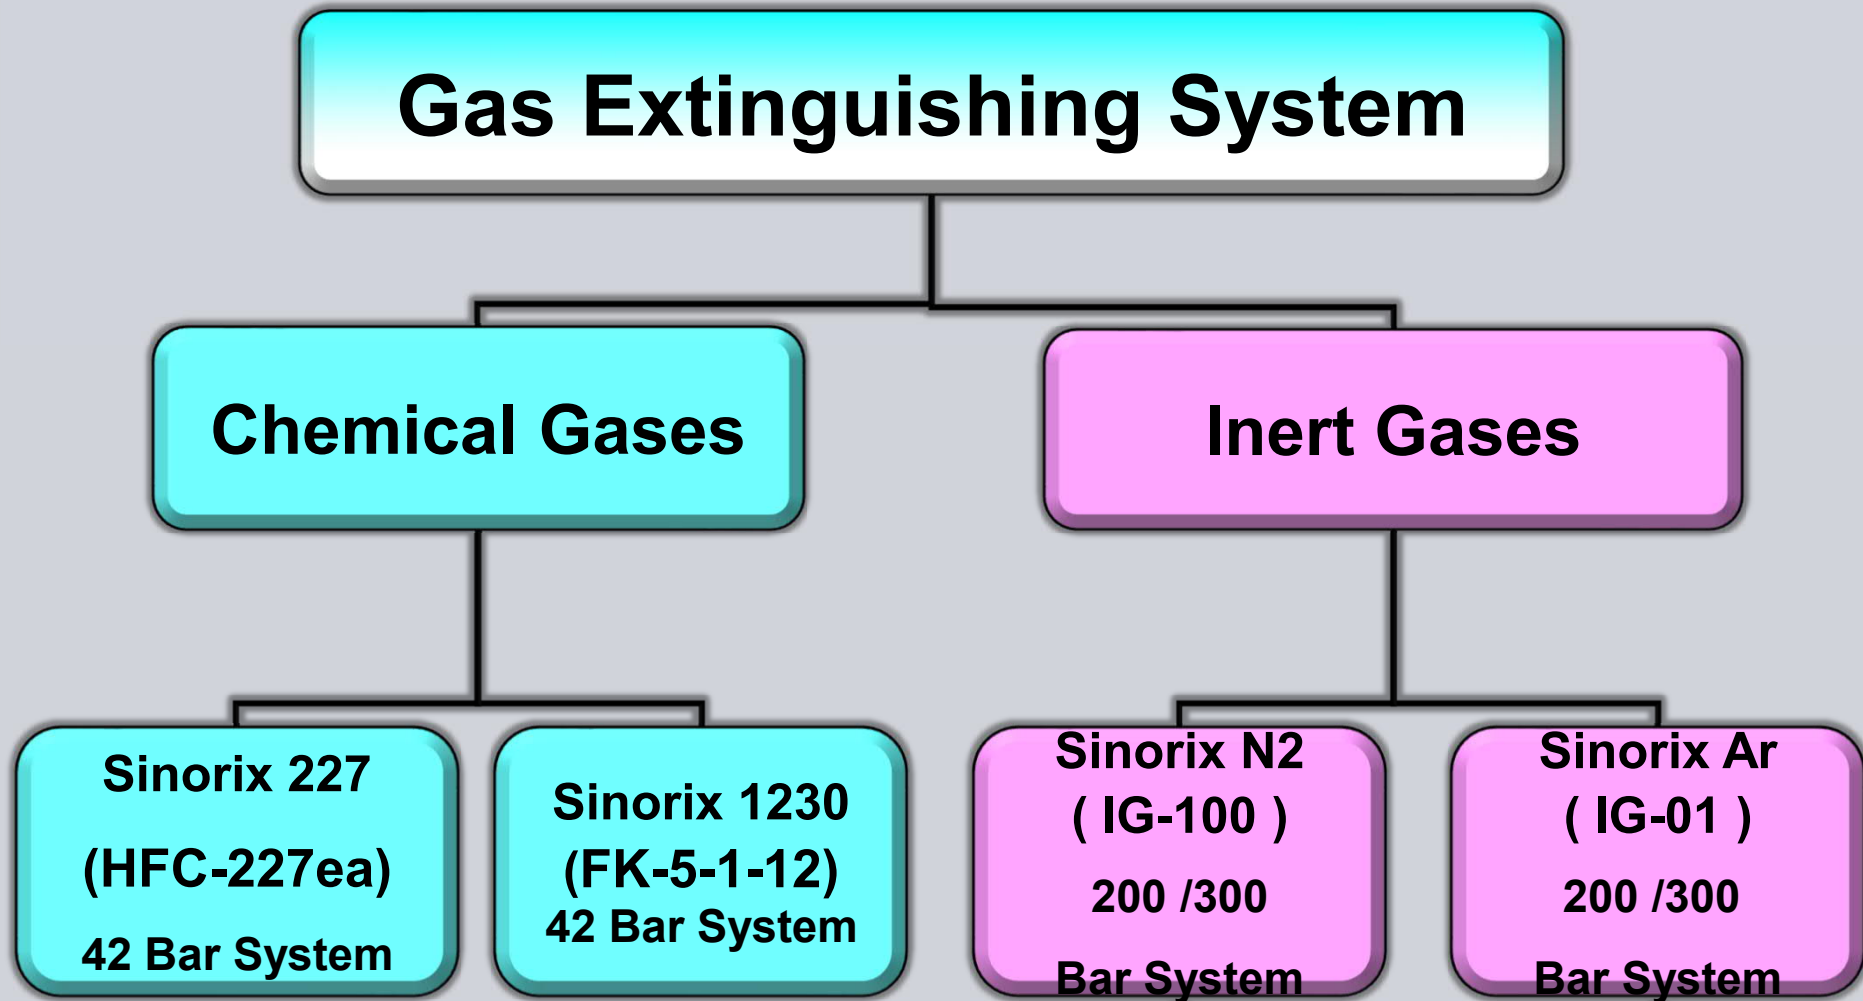 Gas Extinguishing System
Chemical Gases
Inert Gases
Sinorix 227
(HFC-227ea)
42 Bar System
Sinorix 1230
(FK-5-1-12)
42 Bar System
Sinorix N2
( IG-100 )
200 /300
Bar System
Sinorix Ar
( IG-01 )
200 /300
Bar System